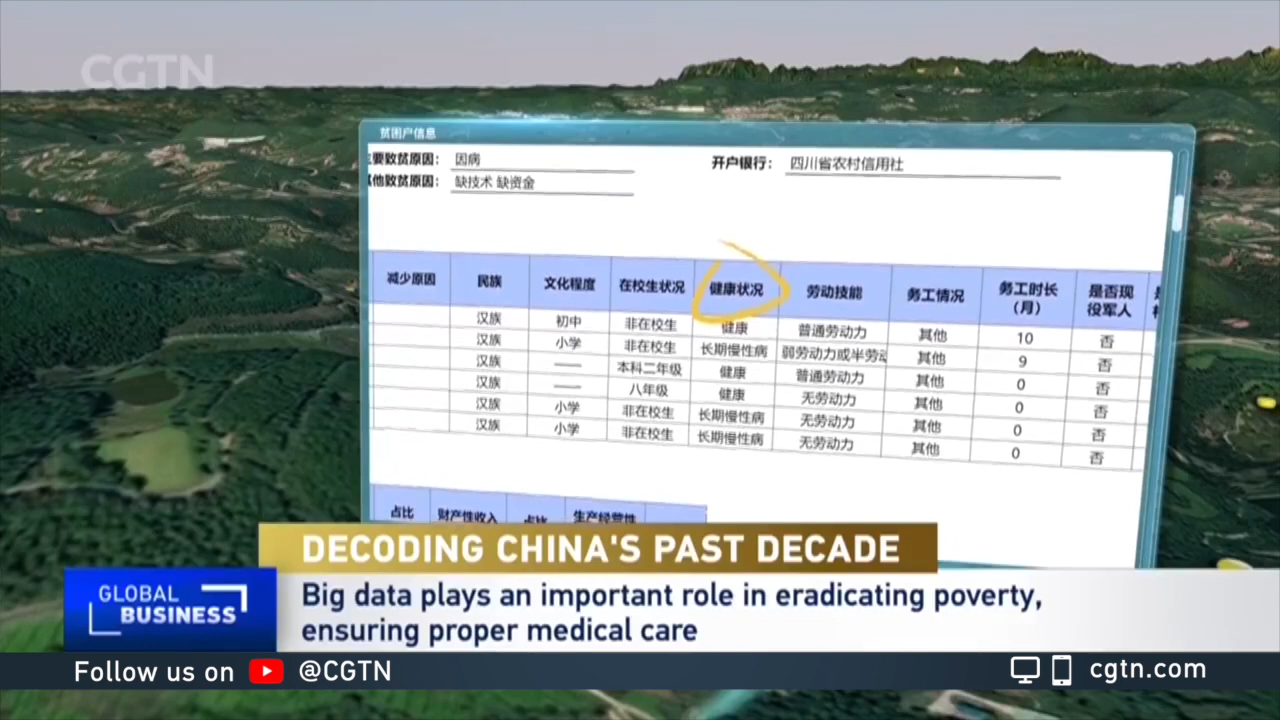 CGTN
贫困户信息
主要致贫原因: 因病 开户银行: 四川省农村信用社
其他致贫原因: 缺技术 缺资金
减少原因 民族 文化程度 在校生状况 健康状况 劳动技能 务工情况 务工时长(月) 是否现役军人
汉族 初中 非在校生 健康 普通劳动力 其他 10 否
汉族 小学 非在校生 长期慢性病 弱劳动力或半劳动 其他 9 否
汉族 —— 本科二年级 健康 普通劳动力 其他 0 否
汉族 —— 八年级 健康 无劳动力 其他 0 否
汉族 小学 非在校生 长期慢性病 无劳动力 其他 0 否
汉族 小学 非在校生 长期慢性病 无劳动力 其他 0 否
占比 财产性收入 占比 生产经营性
DECODING CHINA'S PAST DECADE
GLOBAL BUSINESS
Big data plays an important role in eradicating poverty,
ensuring proper medical care
Follow us on @CGTN cgtn.com